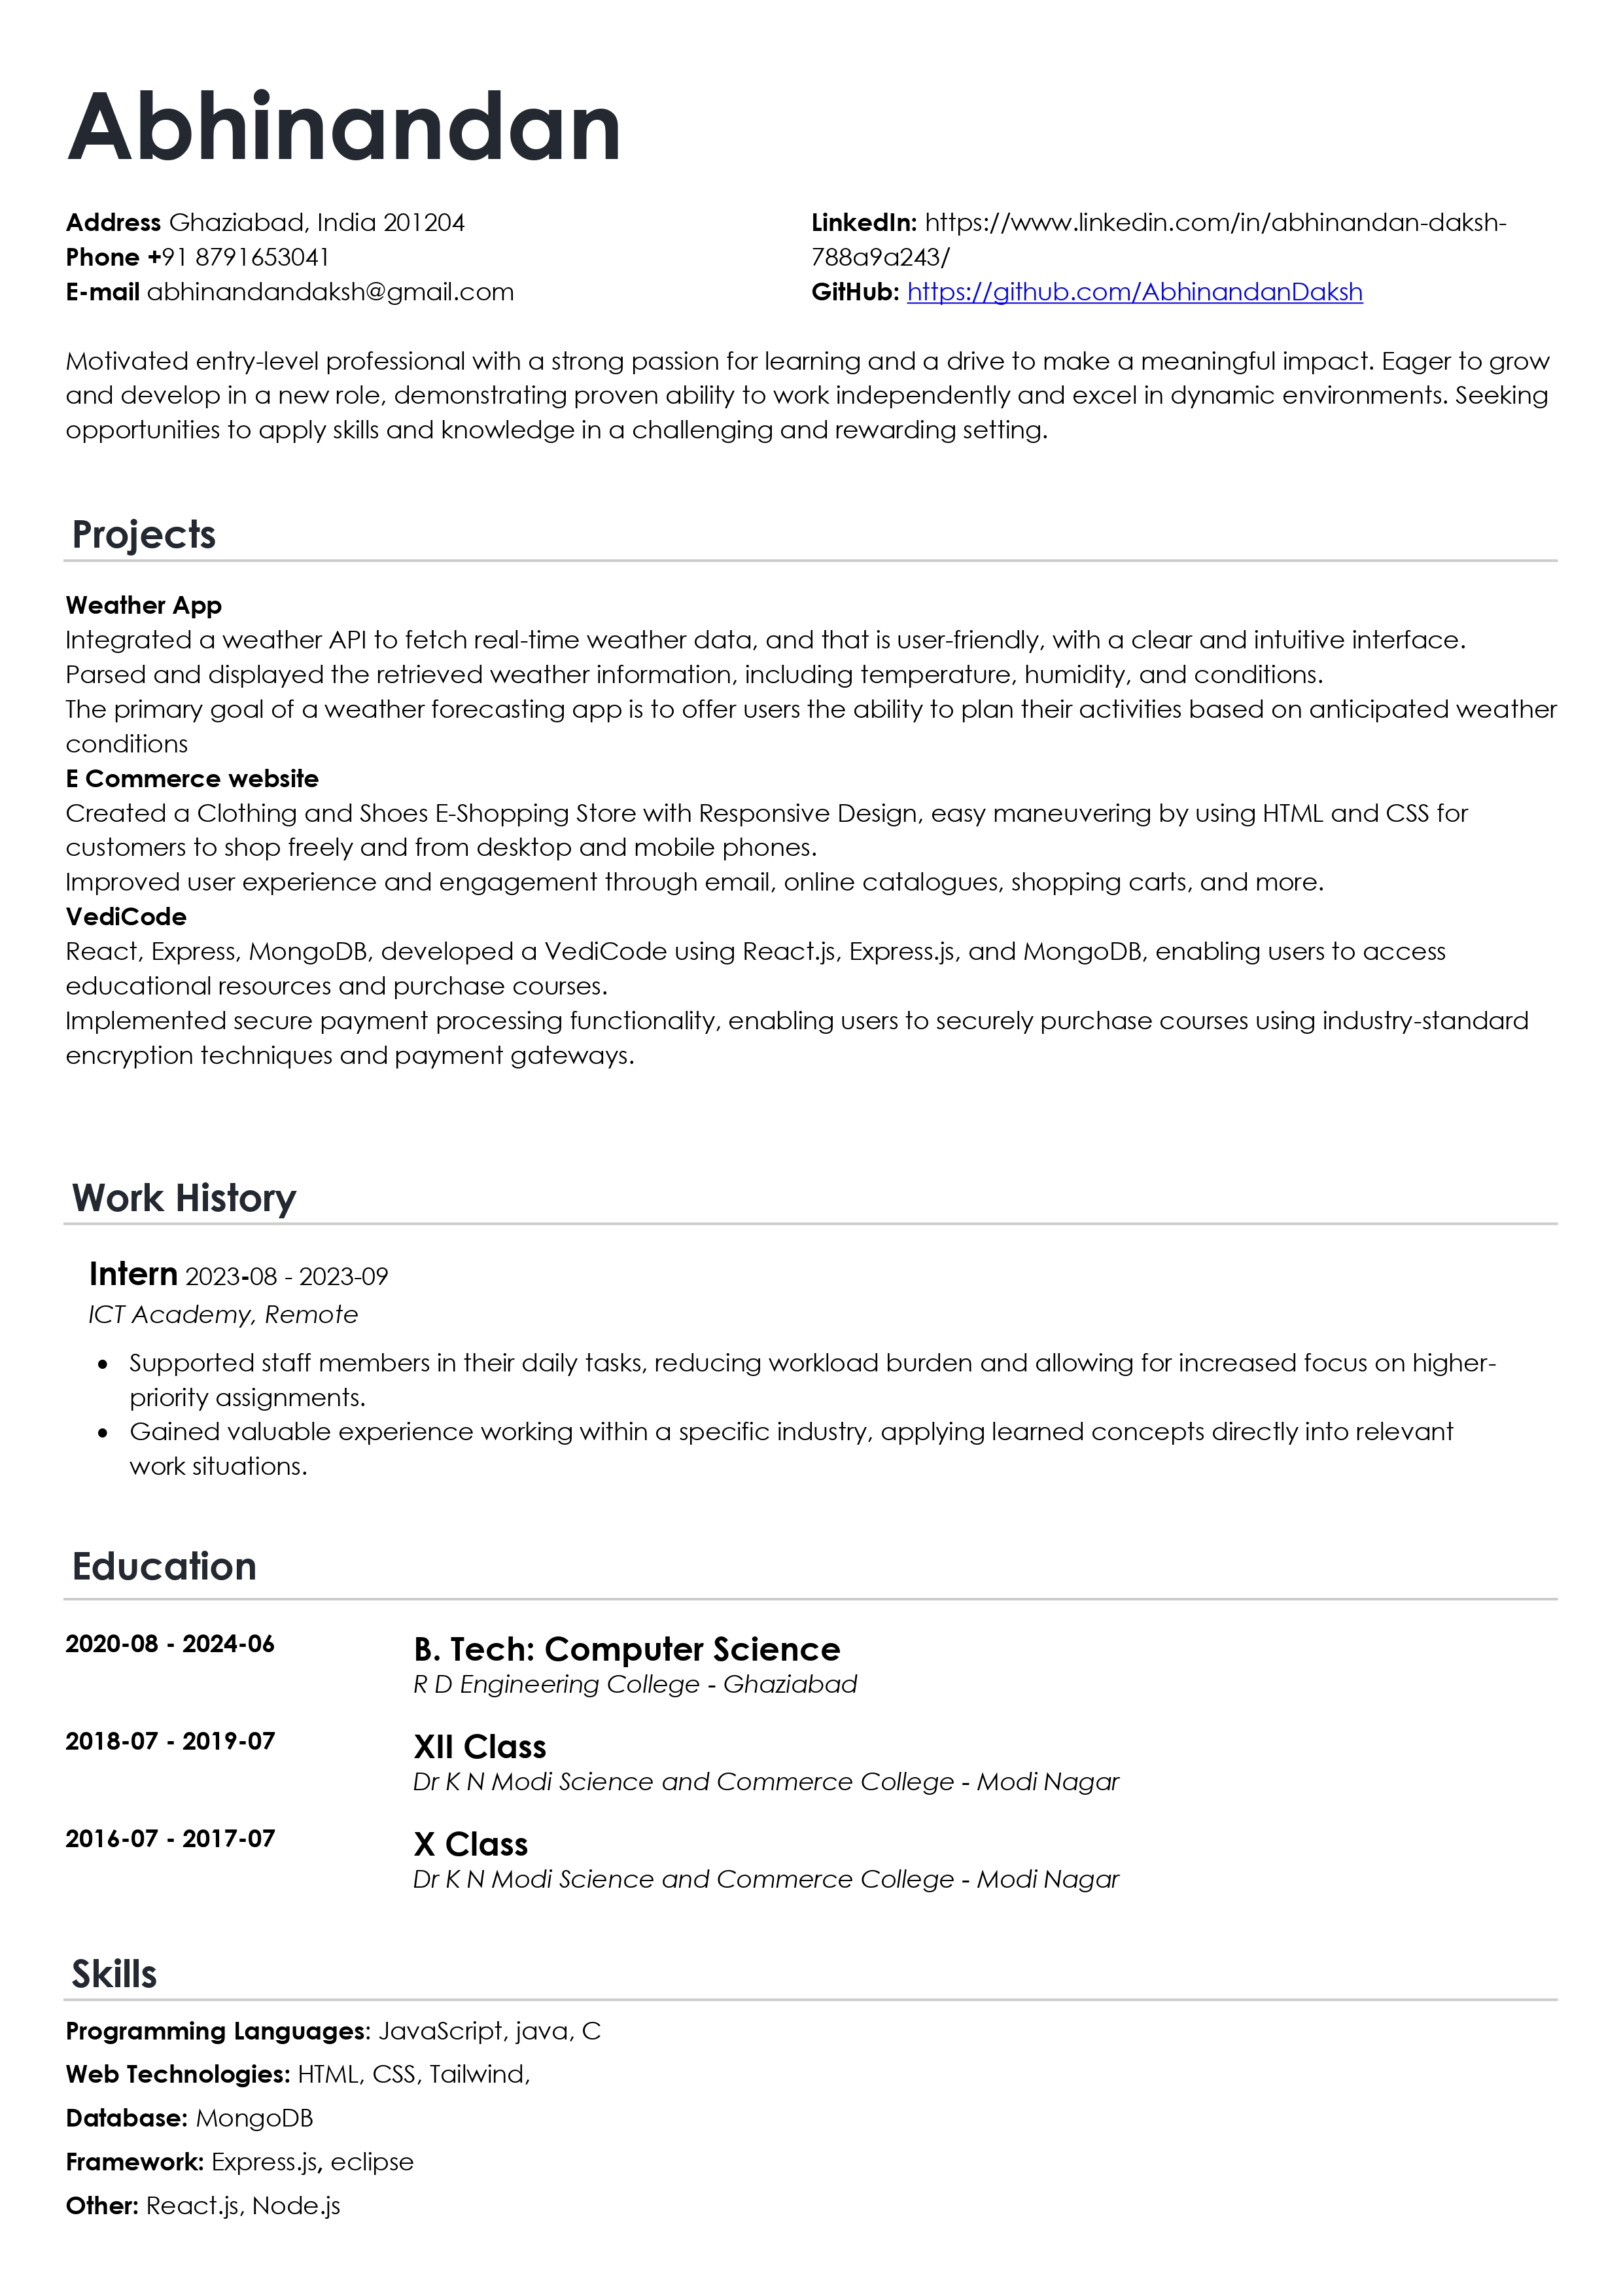 Abhinandan
Address Ghaziabad, India 201204
Phone +91 8791653041
E-mail abhinandandaksh@gmail.com
LinkedIn: https://www.linkedin.com/in/abhinandan-daksh-
788a9a243/
GitHub: https://github.com/AbhinandanDaksh
Motivated entry-level professional with a strong passion for learning and a drive to make a meaningful impact. Eager to grow
and develop in a new role, demonstrating proven ability to work independently and excel in dynamic environments. Seeking
opportunities to apply skills and knowledge in a challenging and rewarding setting.
Projects
Weather App
Integrated a weather API to fetch real-time weather data, and that is user-friendly, with a clear and intuitive interface.
Parsed and displayed the retrieved weather information, including temperature, humidity, and conditions.
The primary goal of a weather forecasting app is to offer users the ability to plan their activities based on anticipated weather
conditions
E Commerce website
Created a Clothing and Shoes E-Shopping Store with Responsive Design, easy maneuvering by using HTML and CSS for
customers to shop freely and from desktop and mobile phones.
Improved user experience and engagement through email, online catalogues, shopping carts, and more.
VediCode
React, Express, MongoDB, developed a VediCode using React.js, Express.js, and MongoDB, enabling users to access
educational resources and purchase courses.
Implemented secure payment processing functionality, enabling users to securely purchase courses using industry-standard
encryption techniques and payment gateways.
Work History
Intern 2023-08 - 2023-09
ICT Academy, Remote
• Supported staff members in their daily tasks, reducing workload burden and allowing for increased focus on higher-
priority assignments.
• Gained valuable experience working within a specific industry, applying learned concepts directly into relevant
work situations.
Education
2020-08 - 2024-06
B. Tech: Computer Science
R D Engineering College - Ghaziabad
2018-07 - 2019-07
XII Class
Dr K N Modi Science and Commerce College - Modi Nagar
2016-07 - 2017-07
X Class
Dr K N Modi Science and Commerce College - Modi Nagar
Skills
Programming Languages: JavaScript, java, C
Web Technologies: HTML, CSS, Tailwind,
Database: MongoDB
Framework: Express.js, eclipse
Other: React.js, Node.js